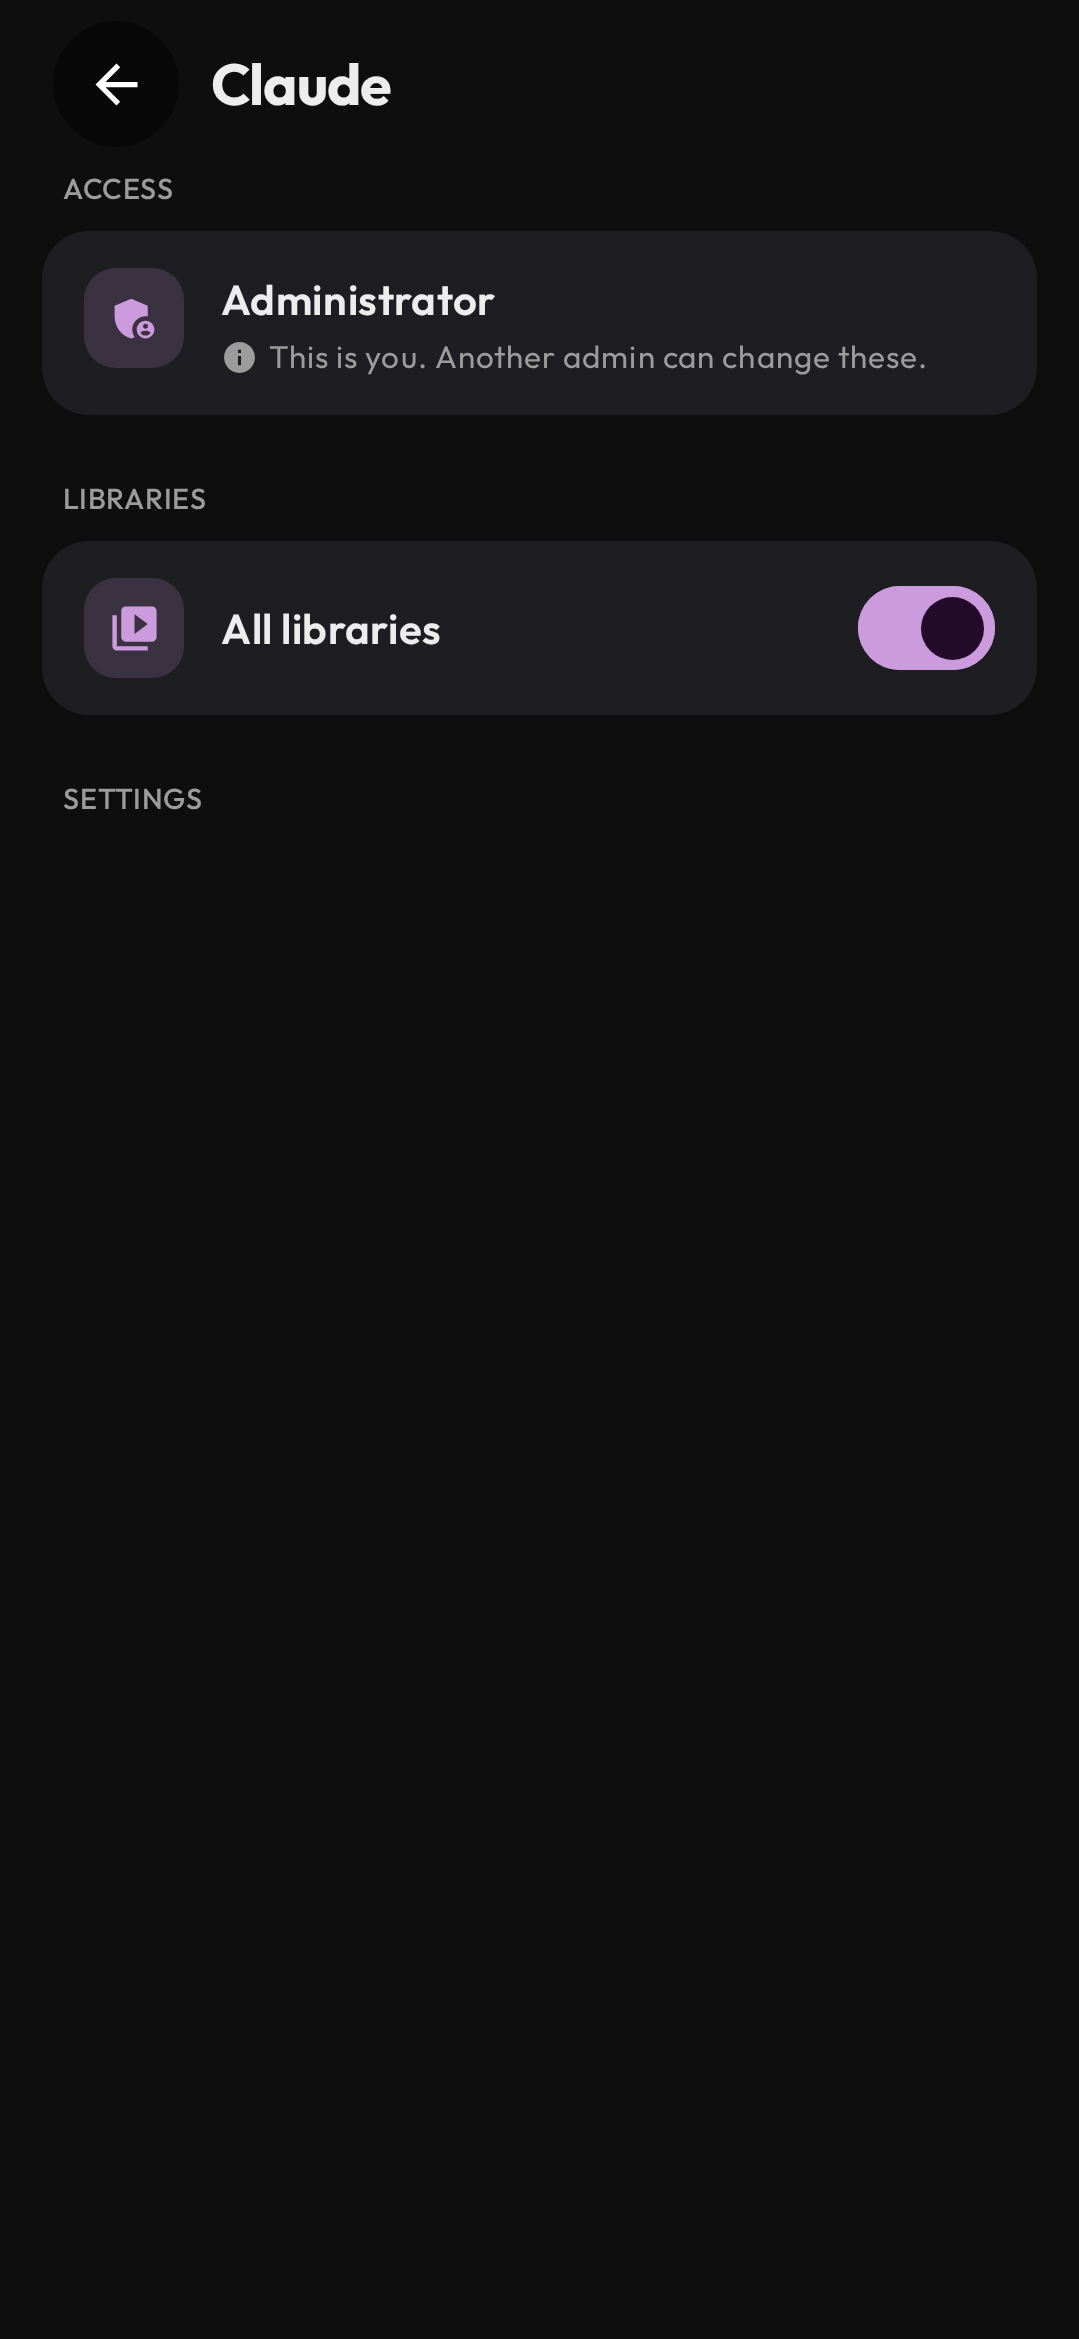 Claude
ACCESS
Administrator
This is you. Another admin can change these.
LIBRARIES
All libraries
SETTINGS